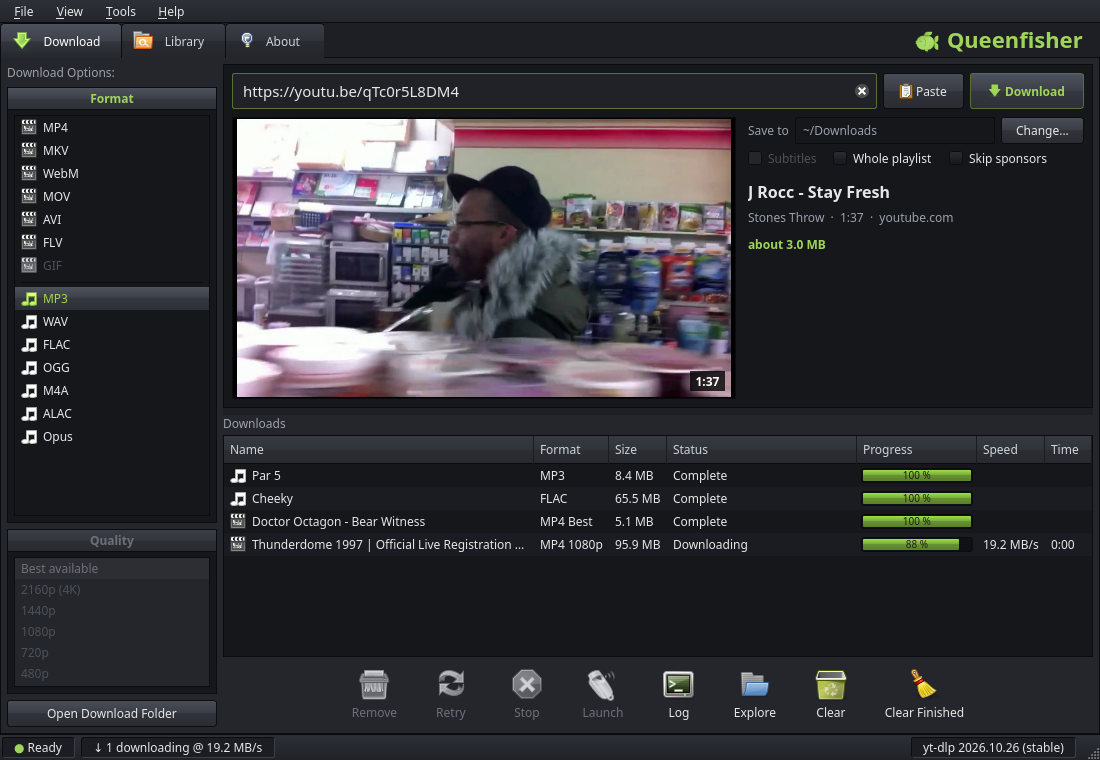 File View Tools Help
Download Library About Queenfisher
Download Options:
Format
MP4
MKV
WebM
MOV
AVI
FLV
GIF
MP3
WAV
FLAC
OGG
M4A
ALAC
Opus
Quality
Best available
2160p (4K)
1440p
1080p
720p
480p
Open Download Folder
https://youtu.be/qTc0r5L8DM4 Paste Download
1:37
Save to ~/Downloads Change...
Subtitles Whole playlist Skip sponsors
J Rocc - Stay Fresh
Stones Throw · 1:37 · youtube.com
about 3.0 MB
Downloads
Name Format Size Status Progress Speed Time
Par 5 MP3 8.4 MB Complete 100 %
Cheeky FLAC 65.5 MB Complete 100 %
Doctor Octagon - Bear Witness MP4 Best 5.1 MB Complete 100 %
Thunderdome 1997 | Official Live Registration ... MP4 1080p 95.9 MB Downloading 88 % 19.2 MB/s 0:00
Remove Retry Stop Launch Log Explore Clear Clear Finished
Ready ↓ 1 downloading @ 19.2 MB/s yt-dlp 2026.10.26 (stable)